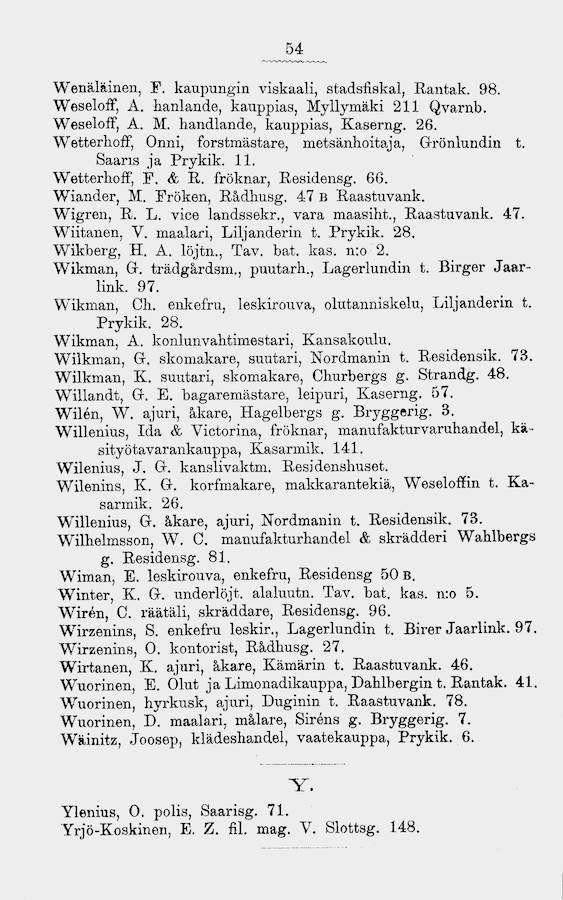 54
Wenäläinen, F. kaupungin viskaali, stadsfiskal, Rantak. 98.
Weseloff, A. hanlande, kauppias, Myllymäki 211 Qvarnb.
Weseloff, A. M. handlande, kauppias, Kaserng. 26.
Wetterhoff, Onni, forstmästare, metsänhoitaja, Grönlundin t.
Saaris ja Prykik. 11.
Wetterhoff, F. & R. fröknar, Residensg. 66.
Wiander, M. Fröken, Rådhusg. 47 B Raastuvank.
Wigren, R. L. vice landssekr., vara maasiht., Raastuvank. 47.
Wiitanen, V. maalari, Liljanderin t. Prykik. 28.
Wikberg, H. A. löjtn., Tav. bat. kas. n:o 2.
Wikman, G. trädgårdsm., puutarh., Lagerlundin t. Birger Jaar-
link. 97.
Wikman, Ch. enkefru, leskirouva, olutanniskelu, Liljanderin t.
Prykik. 28.
Wikman, A. konlunvahtimestari, Kansakoulu.
Wilkman, G. skomakare, suutari, Nordmanin t. Residensik. 73.
Wilkman, K. suutari, skomakare, Churbergs g. Strandg. 48.
Willandt, G. E. bagaremästare, leipuri, Kaserng. 57.
Wilén, W. ajuri, åkare, Hagelbergs g. Bryggerig. 3.
Willenius, Ida & Victorina, fröknar, manufakturvaruhandel, kä-
sityötavarankauppa, Kasarmik. 141.
Wilenius, J. G. kanslivaktm. Residenshuset.
Wilenins, K. G. korfmakare, makkarantekiä, Weseloffin t. Ka-
sarmik. 26.
Willenius, G. åkare, ajuri, Nordmanin t. Residensik. 73.
Wilhelmsson, W. C. manufakturhandel & skrädderi Wahlbergs
g. Residensg. 81.
Wiman, E. leskirouva, enkefru, Residensg 50 B.
Winter, K. G. underlöjt. alaluutn. Tav. bat. kas. n:o 5.
Wirén, C. räätäli, skräddare, Residensg. 96.
Wirzenins, S. enkefru leskir., Lagerlundin t. Birer Jaarlink. 97.
Wirzenins, O. kontorist, Rådhusg. 27.
Wirtanen, K. ajuri, åkare, Kämärin t. Raastuvank. 46.
Wuorinen, E. Olut ja Limonadikauppa, Dahlbergin t. Rantak. 41.
Wuorinen, hyrkusk, ajuri, Duginin t. Raastuvank. 78.
Wuorinen, D. maalari, målare, Siréns g. Bryggerig. 7.
Wäinitz, Joosep, klädeshandel, vaatekauppa, Prykik. 6.
Y.
Ylenius, O. polis, Saarisg. 71.
Yrjö-Koskinen, E. Z. fil. mag. V. Slottsg. 148.